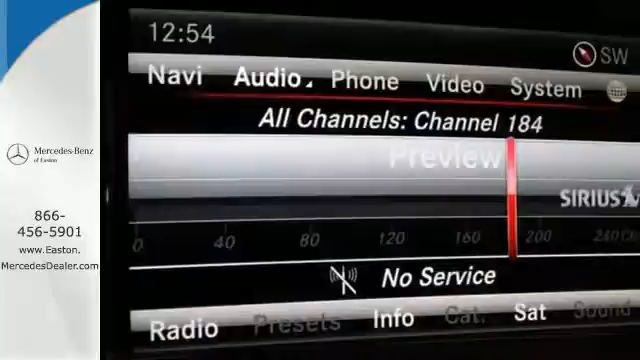 12:54
SW
Navi Audio Phone Video System
All Channels: Channel 184
Preview
SIRIUS
0 40 80 120 160 200 240
No Service
Radio Presets Info Cat. Sat Sound
Mercedes-Benz
of Easton
866-
456-5901
www.Easton.
MercedesDealer.com